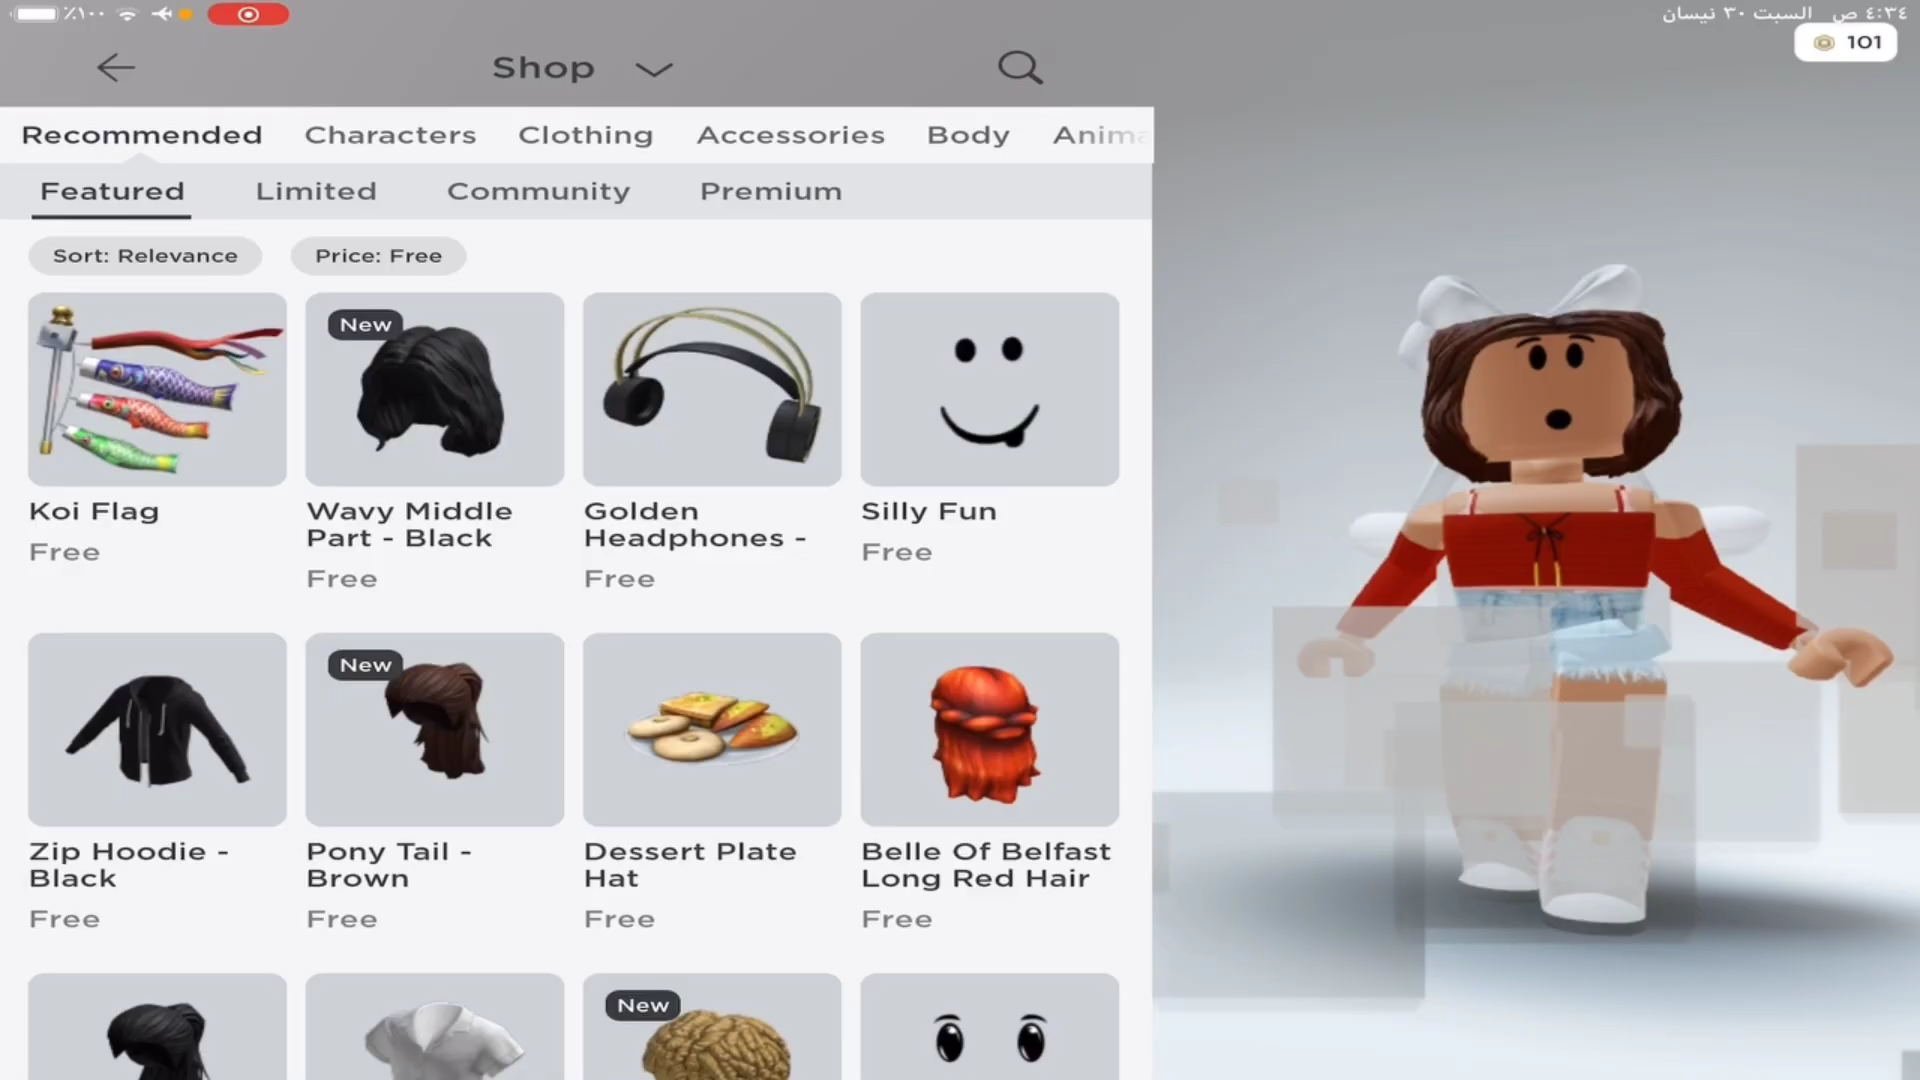 ٪١٠٠
السبت ٣٠ نيسان ٤:٣٤ ص
101
Shop
Recommended Characters Clothing Accessories Body Anima
Featured Limited Community Premium
Sort: Relevance Price: Free
New
Koi Flag
Free
Wavy Middle
Part - Black
Free
Golden
Headphones -
Free
Silly Fun
Free
New
Zip Hoodie -
Black
Free
Pony Tail -
Brown
Free
Dessert Plate
Hat
Free
Belle Of Belfast
Long Red Hair
Free
New